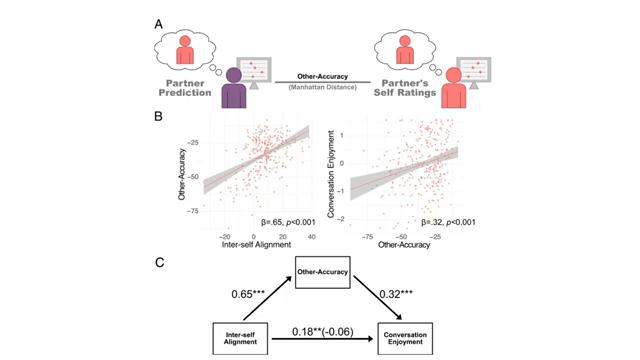 A
Partner
Prediction
Other-Accuracy
(Manhattan Distance)
Partner's
Self Ratings
B
Other-Accuracy
−25
−50
−75
−20
0
20
40
β=.65, p<0.001
Inter-self Alignment
Conversation Enjoyment
1
0
−1
−2
−75
−50
−25
β=.32, p<0.001
Other-Accuracy
C
Other-Accuracy
0.65***
0.32***
Inter-self
Alignment
0.18**(-0.06)
Conversation
Enjoyment